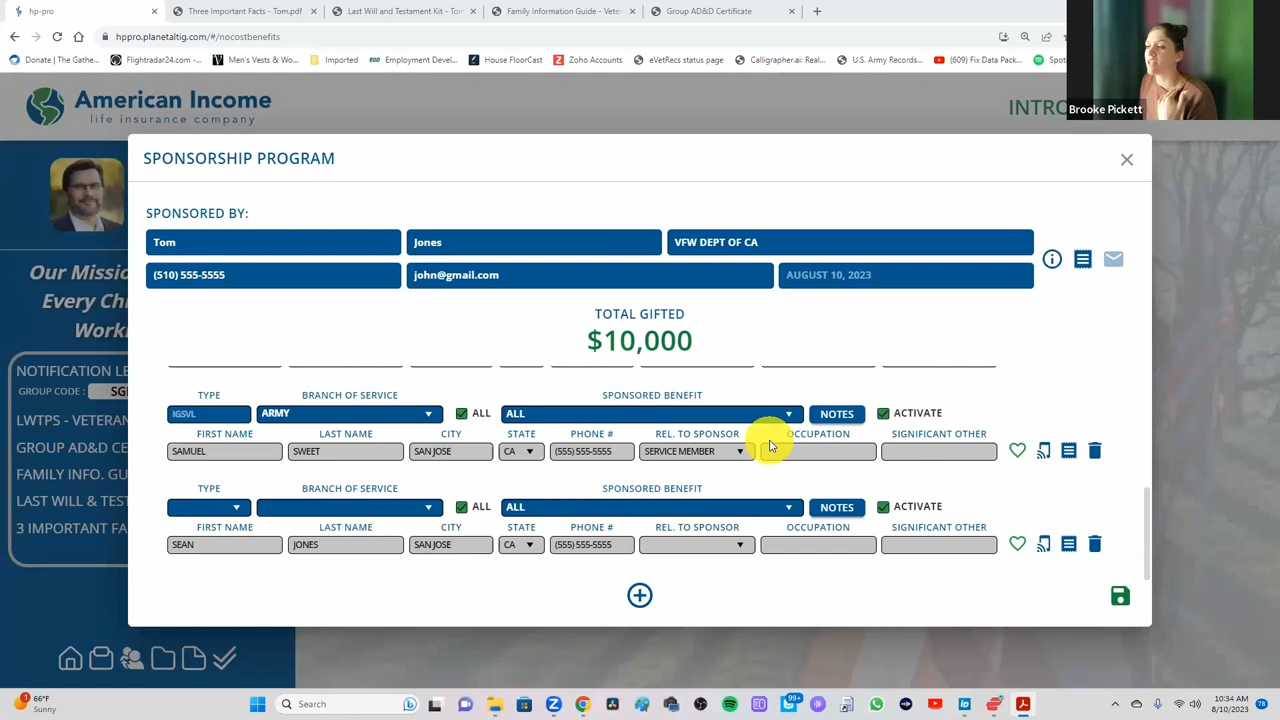 hp-pro
Three Important Facts - Tom.pdf
Last Will and Testament Kit - Tom
Family Information Guide - Veter
Group AD&D Certificate
hppro.planetaltig.com/#/nocostbenefits
Donate | The Gathe...
Flightradar24.com -...
Men's Vests & Wo...
Imported
EDD Employment Devel...
House FloorCast
Zoho Accounts
eVetRecs status page
Calligrapher.ai: Real...
U.S. Army Records...
(609) Fix Data Pack...
Spot
American Income
life insurance company
INTRO
Brooke Pickett
SPONSORSHIP PROGRAM
SPONSORED BY:
Tom
Jones
VFW DEPT OF CA
(510) 555-5555
john@gmail.com
AUGUST 10, 2023
Our Missio
Every Ch
Worki
TOTAL GIFTED
$10,000
NOTIFICATION LE
GROUP CODE : SG
LWTPS - VETERAN
GROUP AD&D CE
FAMILY INFO. GU
LAST WILL & TEST
3 IMPORTANT FA
TYPE BRANCH OF SERVICE SPONSORED BENEFIT
IGSVL ARMY ALL ALL NOTES ACTIVATE
FIRST NAME LAST NAME CITY STATE PHONE # REL. TO SPONSOR OCCUPATION SIGNIFICANT OTHER
SAMUEL SWEET SAN JOSE CA (555) 555-5555 SERVICE MEMBER
TYPE BRANCH OF SERVICE SPONSORED BENEFIT
ALL ALL NOTES ACTIVATE
FIRST NAME LAST NAME CITY STATE PHONE # REL. TO SPONSOR OCCUPATION SIGNIFICANT OTHER
SEAN JONES SAN JOSE CA (555) 555-5555
1
66°F
Sunny
Search
99+
10:34 AM
8/10/2023
78